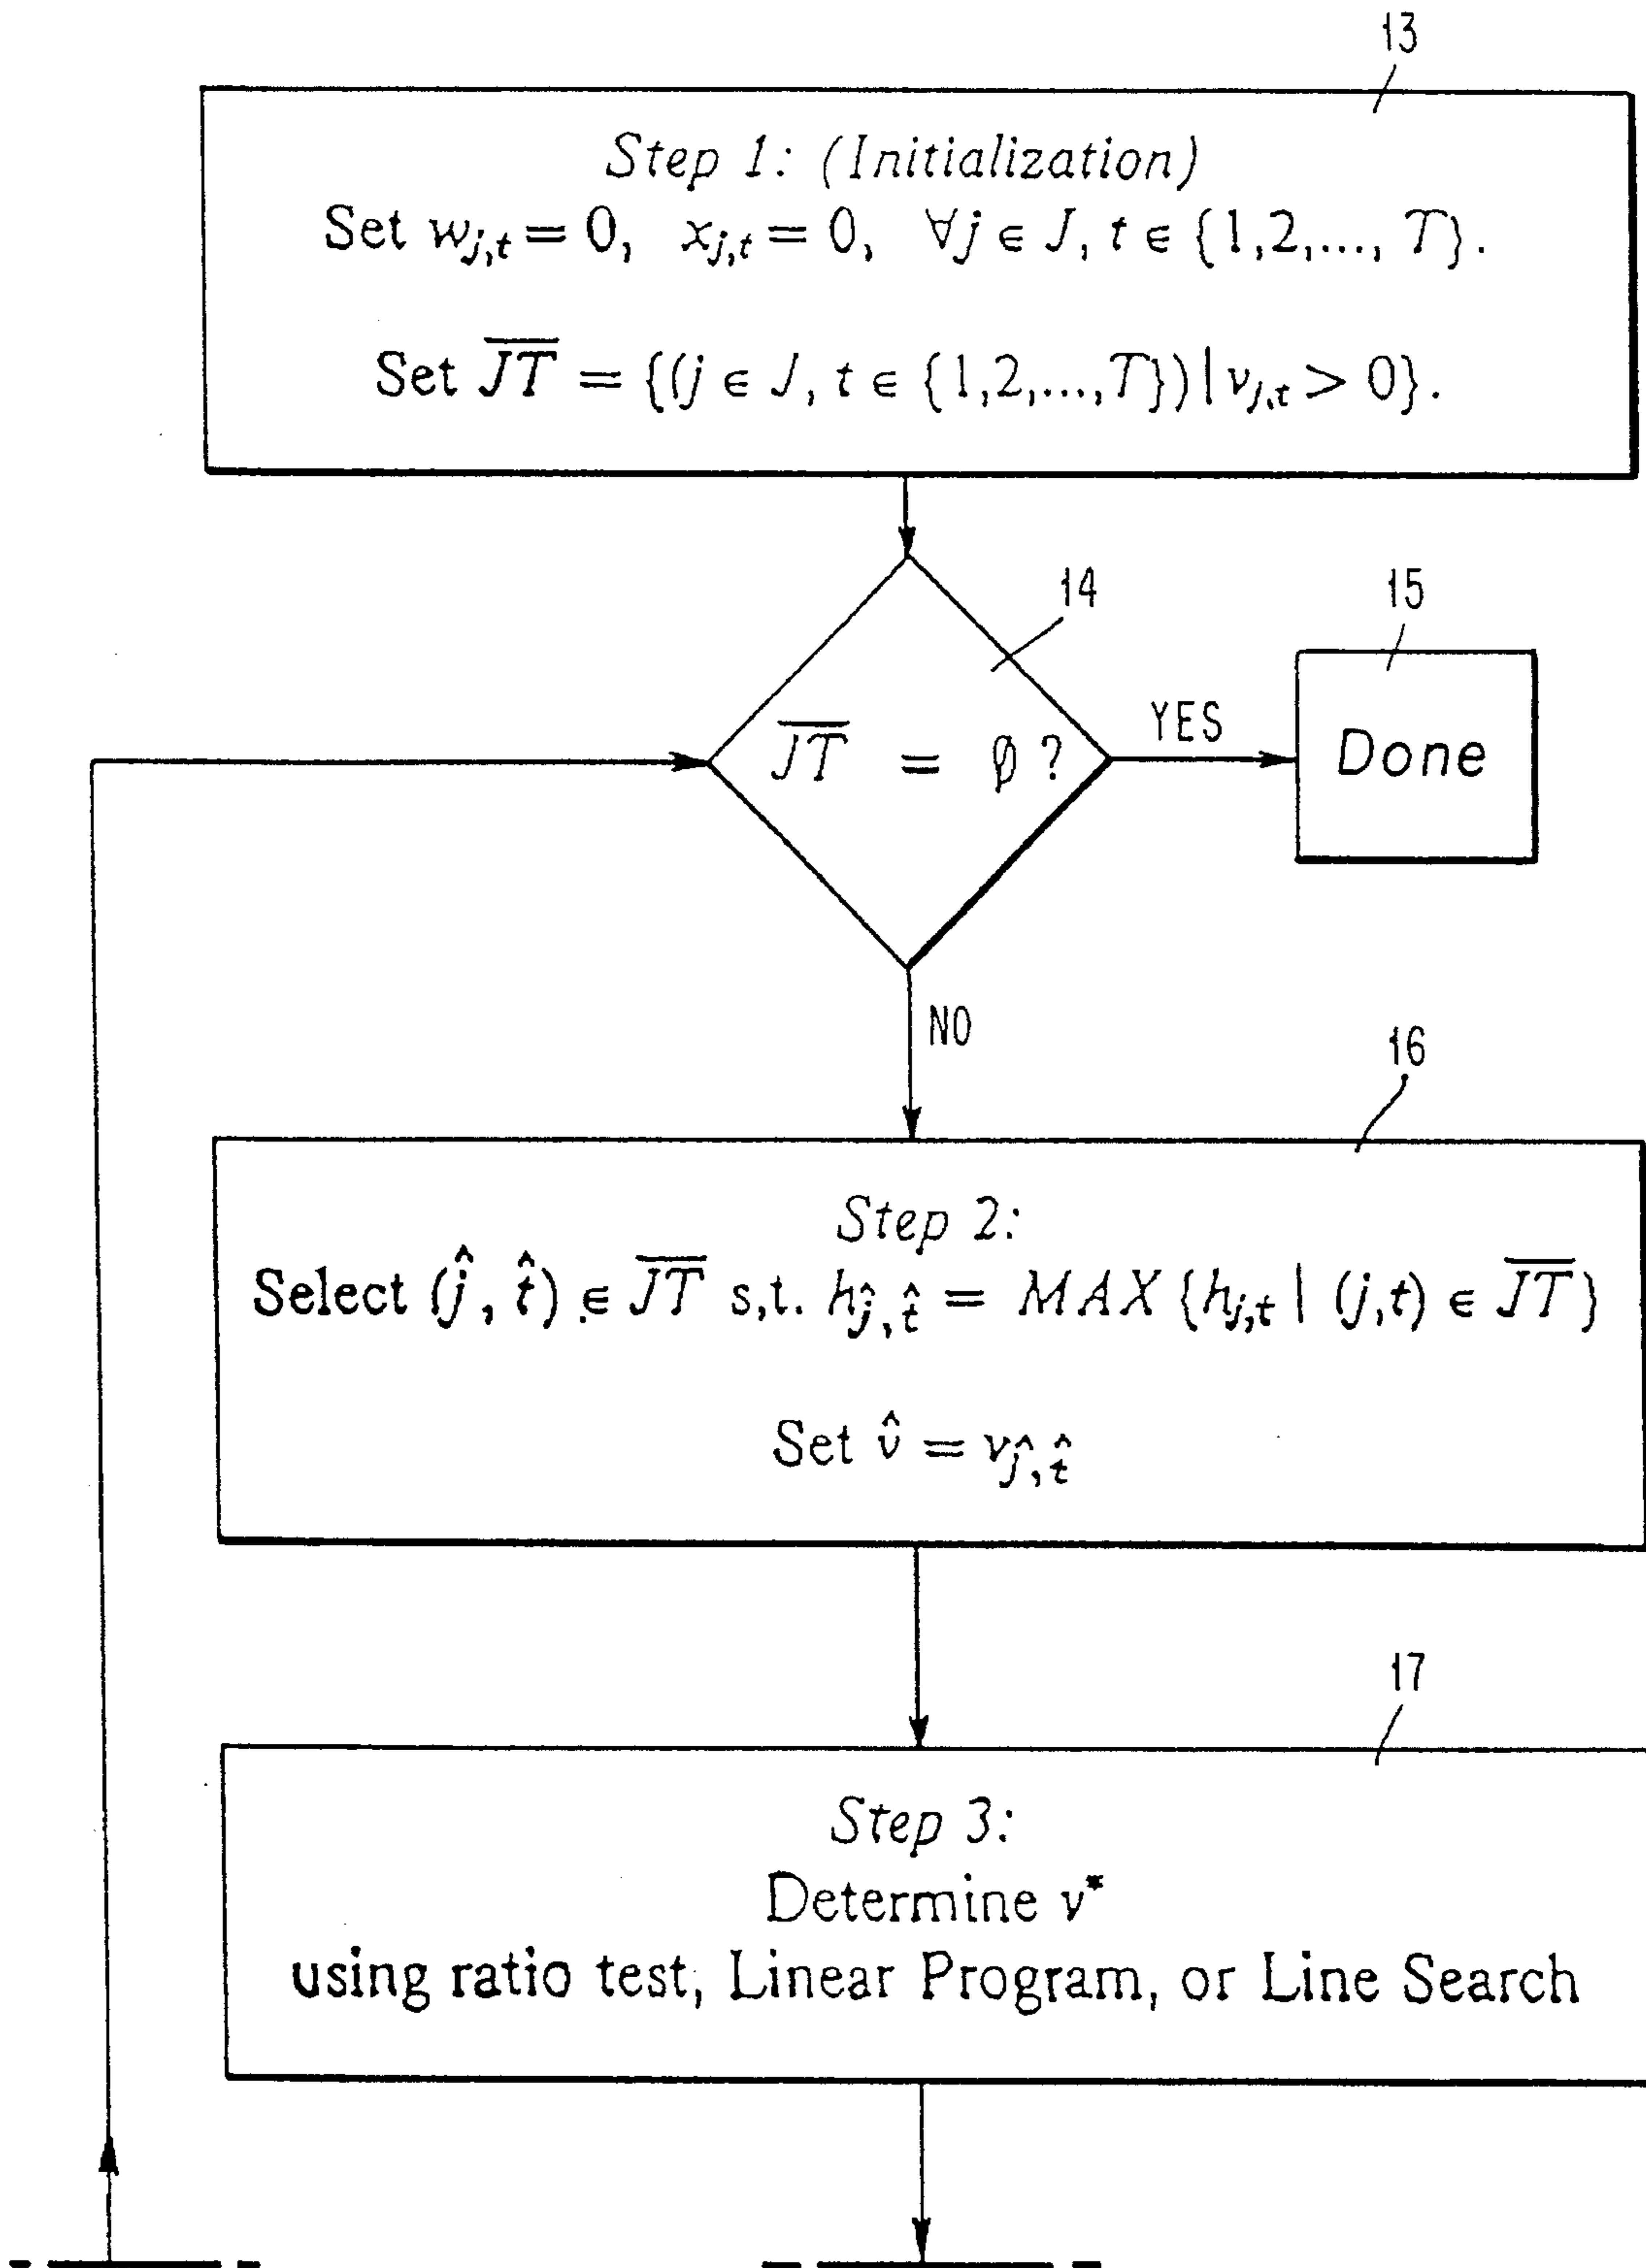 13
Step 1: (Initialization)
Set w_{j,t} = 0, x_{j,t} = 0, ∀j ∈ J, t ∈ {1,2,..., T}.
Set \overline{JT} = {(j ∈ J, t ∈ {1,2,...,T})|v_{j,t} > 0}.
14
15
\overline{JT} = ∅ ?
YES
Done
NO
16
Step 2:
Select (ĵ, t̂) ∈ \overline{JT} s,t. h_{ĵ,t̂} = MAX {h_{j,t} | (j,t) ∈ \overline{JT}}
Set v̂ = v_{ĵ,t̂}
17
Step 3:
Determine v*
using ratio test, Linear Program, or Line Search